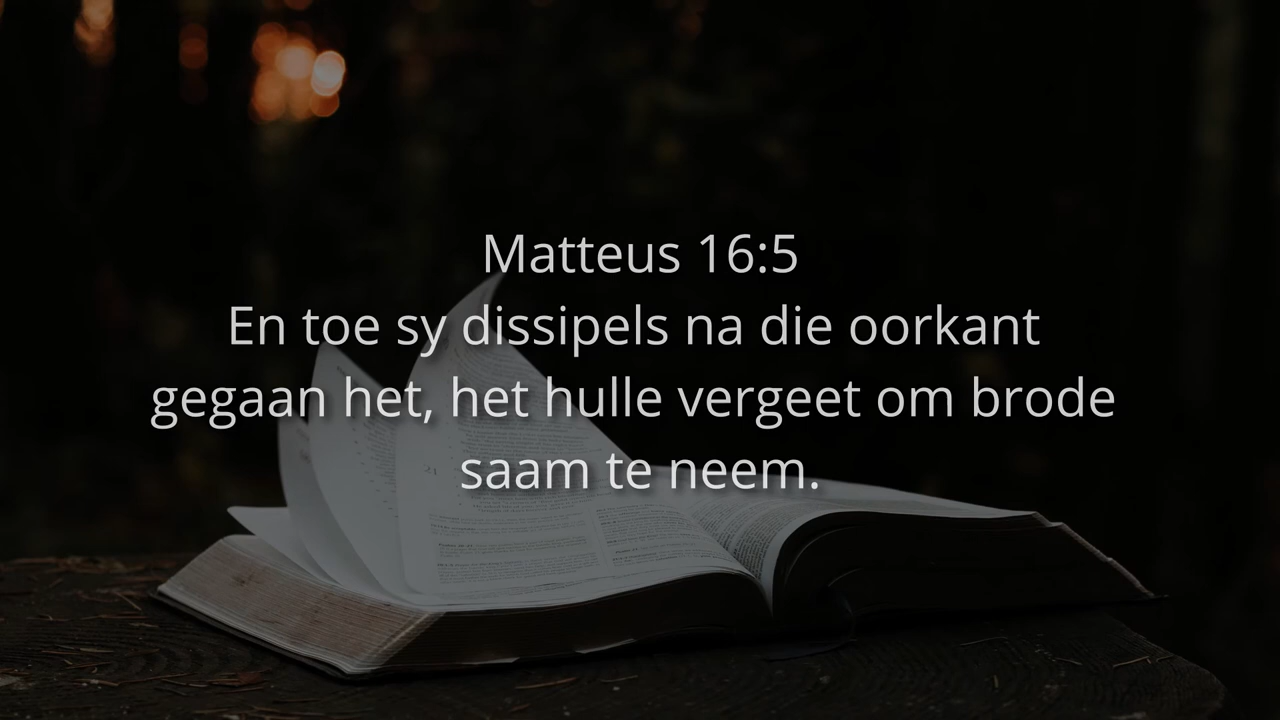 Matteus 16:5
En toe sy dissipels na die oorkant
gegaan het, het hulle vergeet om brode
saam te neem.